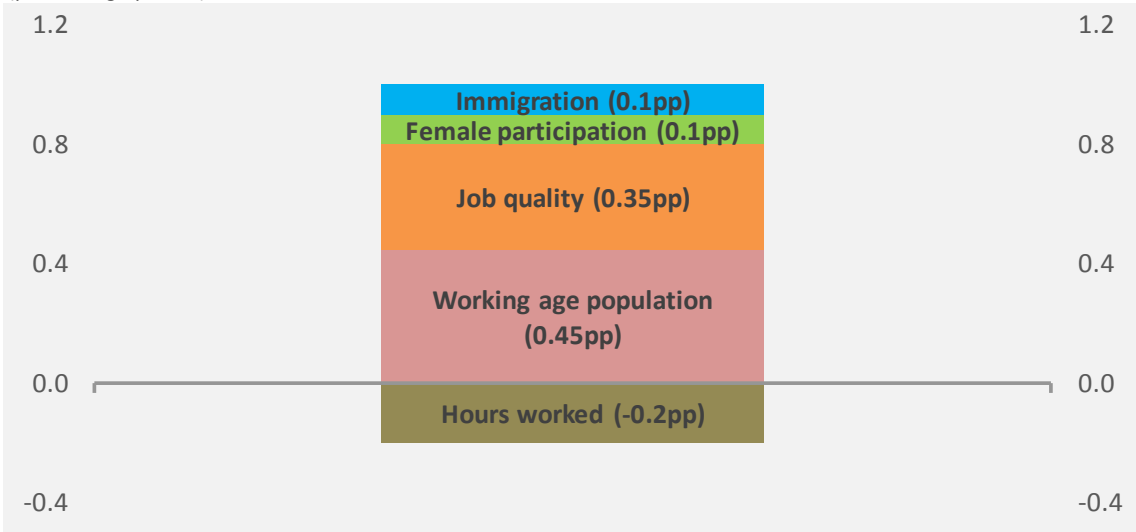 1.2
1.2
Immigration (0.1pp)
Female participation (0.1pp)
0.8
0.8
Job quality (0.35pp)
0.4
0.4
Working age population
(0.45pp)
0.0
0.0
Hours worked (-0.2pp)
-0.4
-0.4